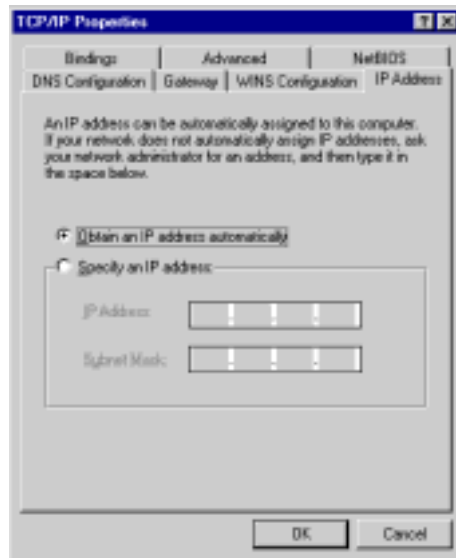 TCP/IP Properties
? X
Bindings Advanced NetBIOS
DNS Configuration Gateway WINS Configuration IP Address
An IP address can be automatically assigned to this computer.
If your network does not automatically assign IP addresses, ask
your network administrator for an address, and then type it in
the space below.
Obtain an IP address automatically
Specify an IP address:
IP Address:
. . .
Subnet Mask:
. . .
OK Cancel